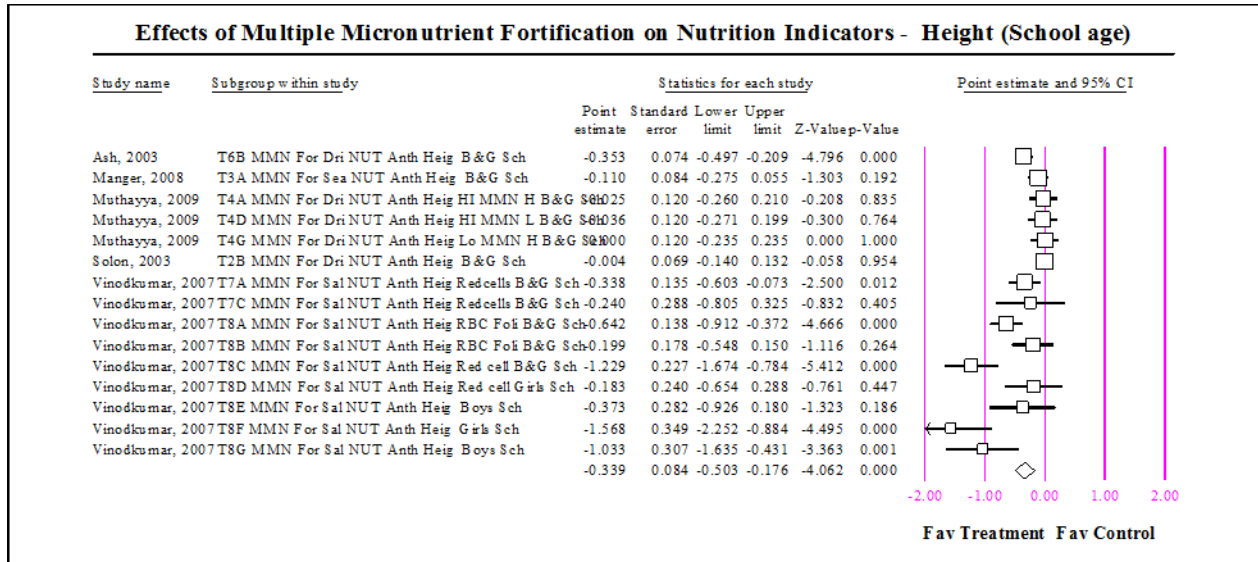 Effects of Multiple Micronutrient Fortification on Nutrition Indicators - Height (School age)
Study name Subgroup within study Statistics for each study Point estimate and 95% CI
Point Standard Lower Upper
estimate error limit limit Z-Value p-Value
Ash, 2003 T6B MMN For Dri NUT Anth Heig B&G Sch -0.353 0.074 -0.497 -0.209 -4.796 0.000
Manger, 2008 T3A MMN For Sea NUT Anth Heig B&G Sch -0.110 0.084 -0.275 0.055 -1.303 0.192
Muthayya, 2009 T4A MMN For Dri NUT Anth Heig HI MMN H B&G Sch -0.025 0.120 -0.260 0.210 -0.208 0.835
Muthayya, 2009 T4D MMN For Dri NUT Anth Heig HI MMN L B&G Sch -0.036 0.120 -0.271 0.199 -0.300 0.764
Muthayya, 2009 T4G MMN For Dri NUT Anth Heig Lo MMN H B&G Sch 0.000 0.120 -0.235 0.235 0.000 1.000
Solon, 2003 T2B MMN For Dri NUT Anth Heig B&G Sch -0.004 0.069 -0.140 0.132 -0.058 0.954
Vinodkumar, 2007 T7A MMN For Sal NUT Anth Heig Redcells B&G Sch -0.338 0.135 -0.603 -0.073 -2.500 0.012
Vinodkumar, 2007 T7C MMN For Sal NUT Anth Heig Redcells B&G Sch -0.240 0.288 -0.805 0.325 -0.832 0.405
Vinodkumar, 2007 T8A MMN For Sal NUT Anth Heig RBC Foli B&G Sch -0.642 0.138 -0.912 -0.372 -4.666 0.000
Vinodkumar, 2007 T8B MMN For Sal NUT Anth Heig RBC Foli B&G Sch -0.199 0.178 -0.548 0.150 -1.116 0.264
Vinodkumar, 2007 T8C MMN For Sal NUT Anth Heig Red cell B&G Sch -1.229 0.227 -1.674 -0.784 -5.412 0.000
Vinodkumar, 2007 T8D MMN For Sal NUT Anth Heig Red cell Girls Sch -0.183 0.240 -0.654 0.288 -0.761 0.447
Vinodkumar, 2007 T8E MMN For Sal NUT Anth Heig Boys Sch -0.373 0.282 -0.926 0.180 -1.323 0.186
Vinodkumar, 2007 T8F MMN For Sal NUT Anth Heig Girls Sch -1.568 0.349 -2.252 -0.884 -4.495 0.000
Vinodkumar, 2007 T8G MMN For Sal NUT Anth Heig Boys Sch -1.033 0.307 -1.635 -0.431 -3.363 0.001
-0.339 0.084 -0.503 -0.176 -4.062 0.000
-2.00 -1.00 0.00 1.00 2.00
Fav Treatment Fav Control